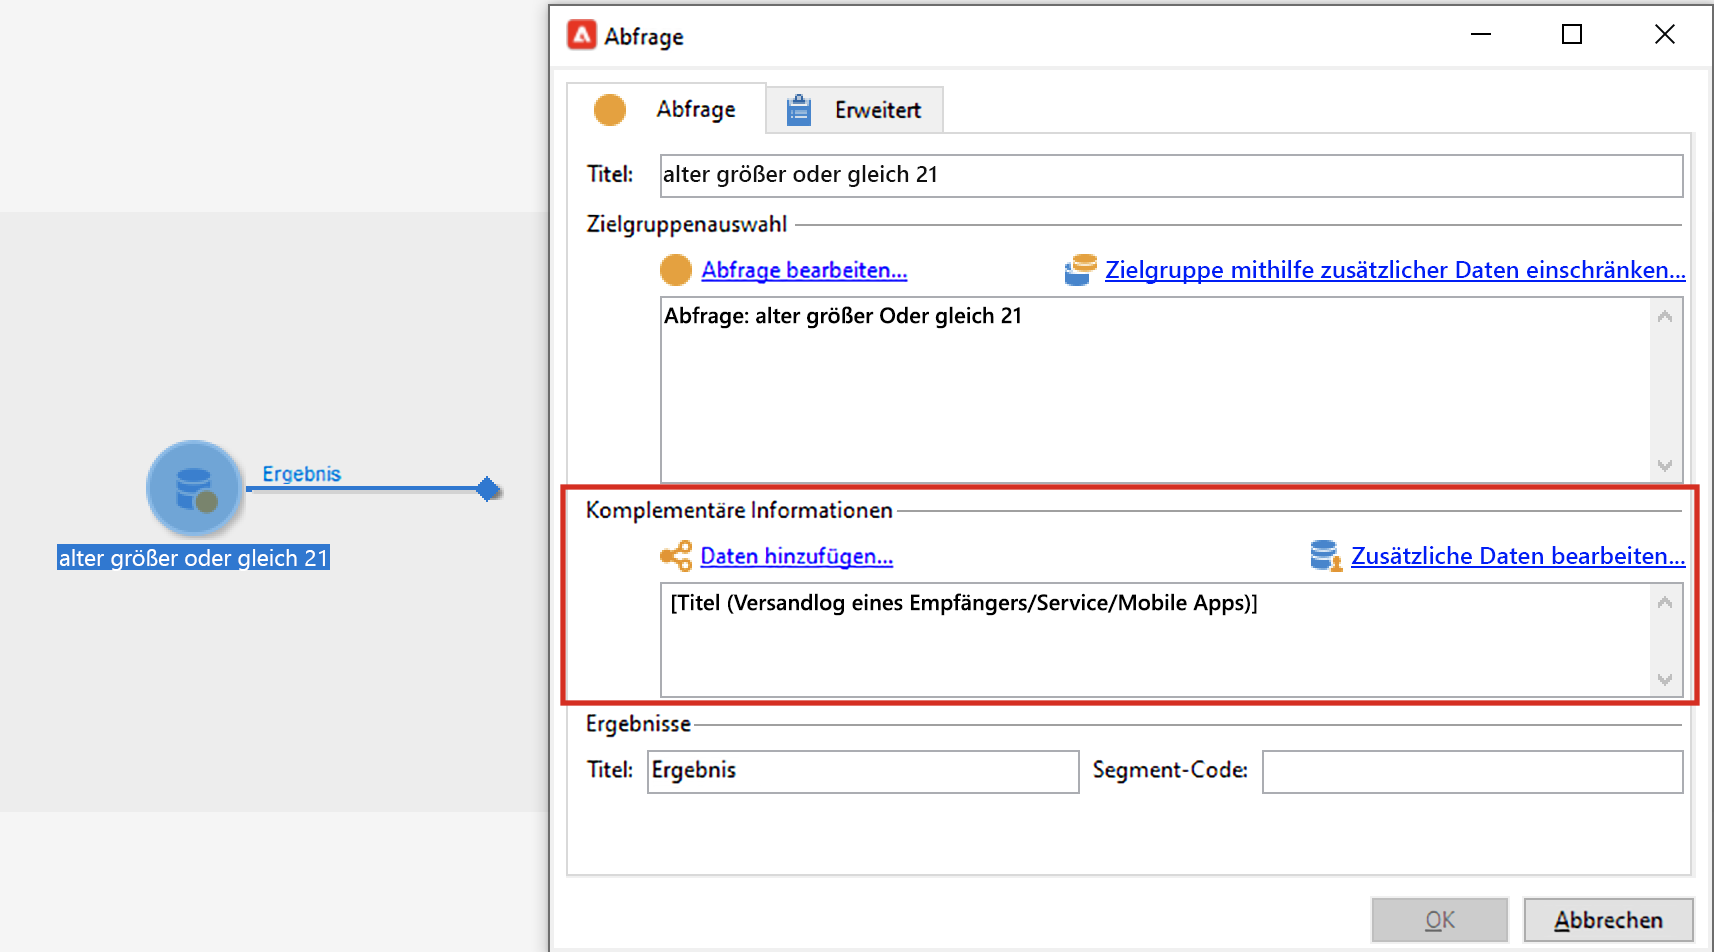 Abfrage
Abfrage Erweitert
Titel: alter größer oder gleich 21
Zielgruppenauswahl
Abfrage bearbeiten... Zielgruppe mithilfe zusätzlicher Daten einschränken...
Abfrage: alter größer Oder gleich 21
Ergebnis
alter größer oder gleich 21
Komplementäre Informationen
Daten hinzufügen... Zusätzliche Daten bearbeiten...
[Titel (Versandlog eines Empfängers/Service/Mobile Apps)]
Ergebnisse
Titel: Ergebnis Segment-Code:
OK Abbrechen